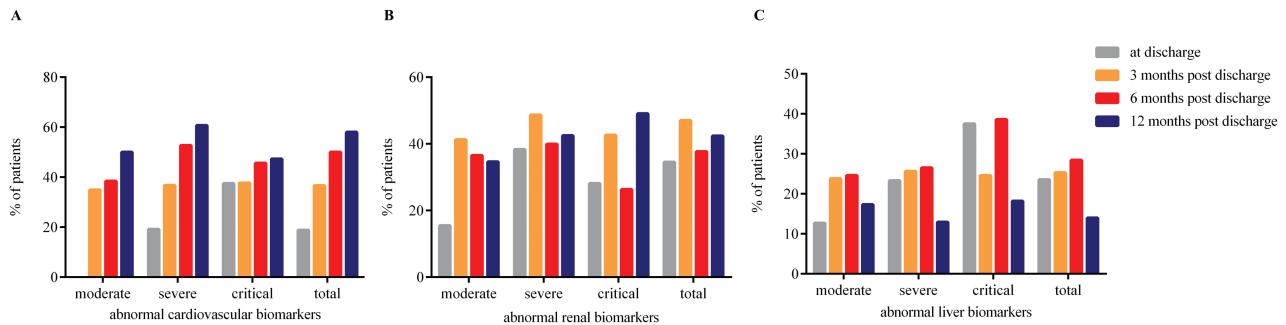 A
% of patients
80
60
40
20
0
moderate severe critical total
abnormal cardiovascular biomarkers
B
% of patients
60
40
20
0
moderate severe critical total
abnormal renal biomarkers
C
% of patients
50
40
30
20
10
0
moderate severe critical total
abnormal liver biomarkers
at discharge
3 months post discharge
6 months post discharge
12 months post discharge